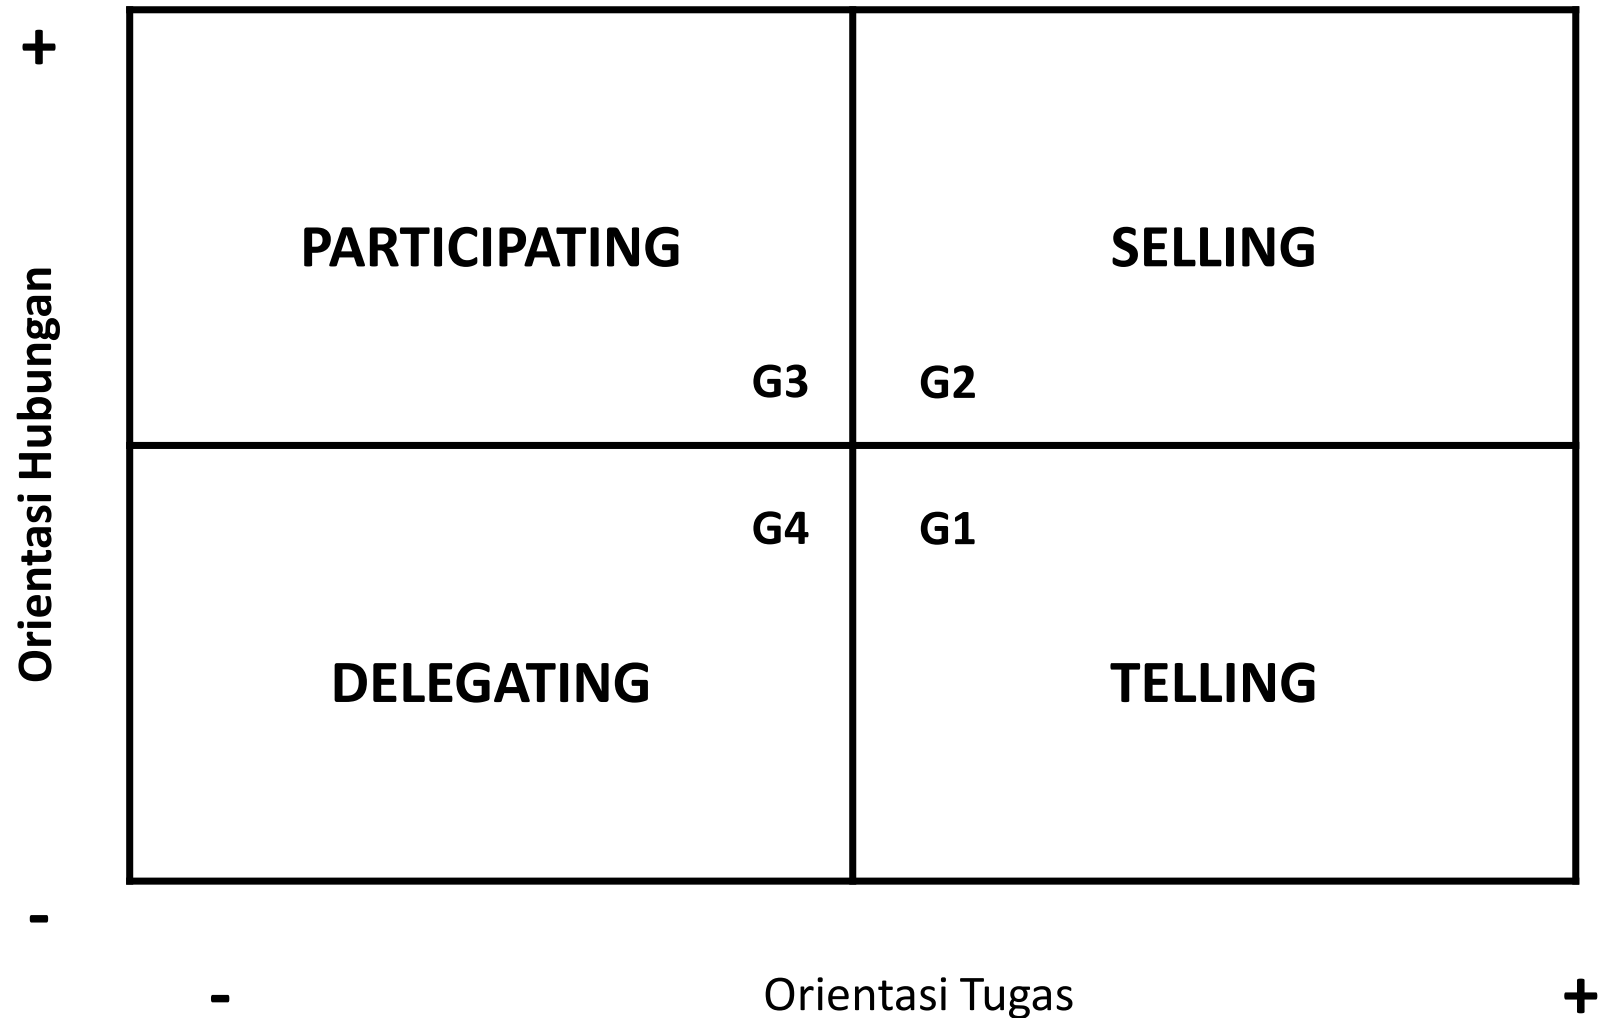 +
PARTICIPATING
SELLING
G3
G2
Orientasi Hubungan
G4
G1
DELEGATING
TELLING
-
-
Orientasi Tugas
+